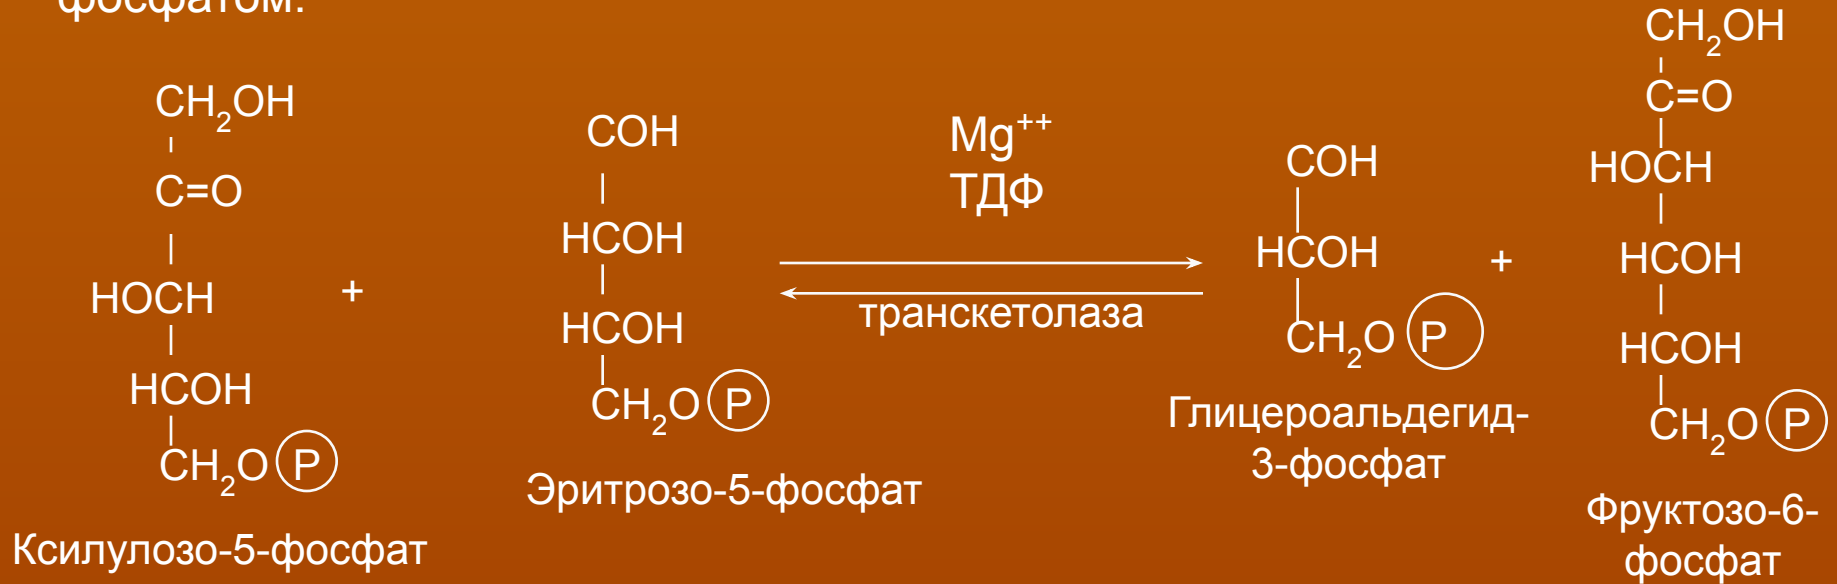 фосфатом:
CH2OH
C=O
HOCH
HCOH
CH2O P
Ксилулозо-5-фосфат
+
COH
HCOH
HCOH
CH2O P
Эритрозо-5-фосфат
Mg++
ТДФ
транскетолаза
COH
HCOH
CH2O P
Глицероальдегид-
3-фосфат
+
CH2OH
C=O
HOCH
HCOH
HCOH
CH2O P
Фруктозо-6-
фосфат